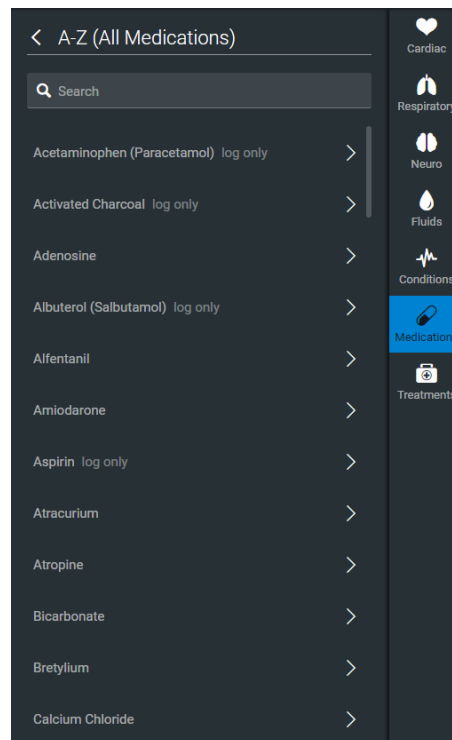 A-Z (All Medications)
Search
Acetaminophen (Paracetamol) log only
Activated Charcoal log only
Adenosine
Albuterol (Salbutamol) log only
Alfentanil
Amiodarone
Aspirin log only
Atracurium
Atropine
Bicarbonate
Bretylium
Calcium Chloride
Cardiac
Respiratory
Neuro
Fluids
Conditions
Medication
Treatments